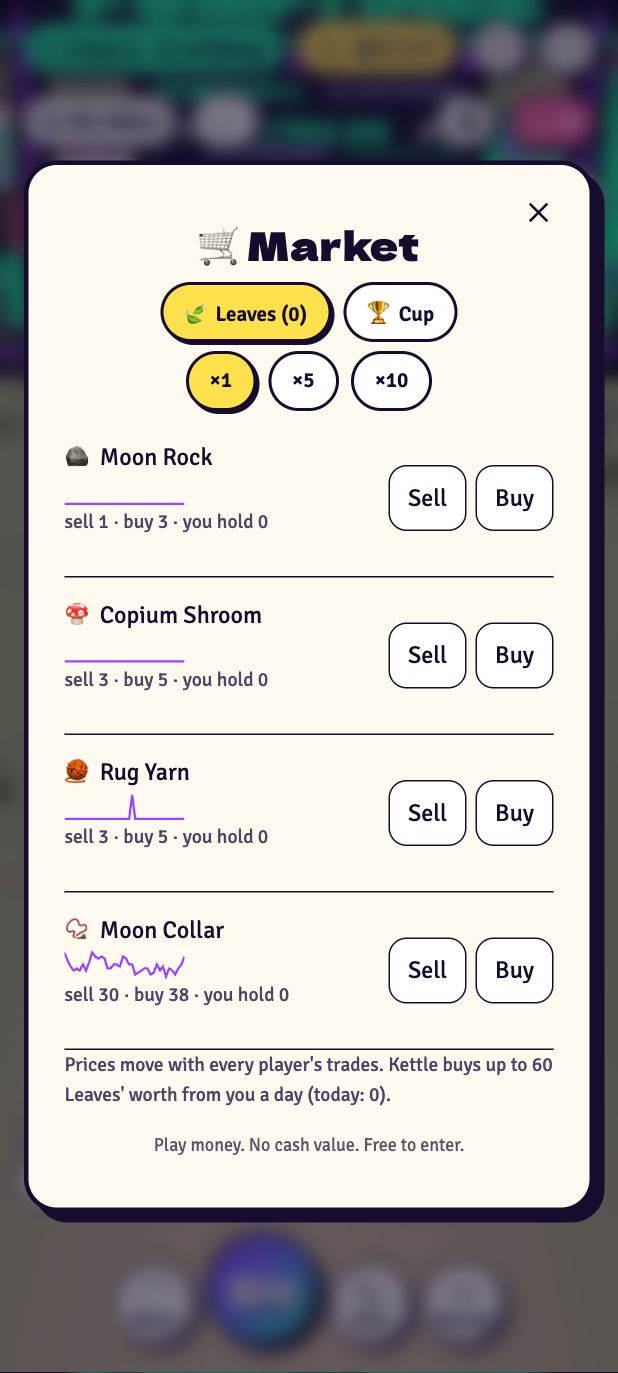 Market
Leaves (0)
Cup
×1
×5
×10
Moon Rock
sell 1 · buy 3 · you hold 0
Sell
Buy
Copium Shroom
sell 3 · buy 5 · you hold 0
Sell
Buy
Rug Yarn
sell 3 · buy 5 · you hold 0
Sell
Buy
Moon Collar
sell 30 · buy 38 · you hold 0
Sell
Buy
Prices move with every player's trades. Kettle buys up to 60
Leaves' worth from you a day (today: 0).
Play money. No cash value. Free to enter.